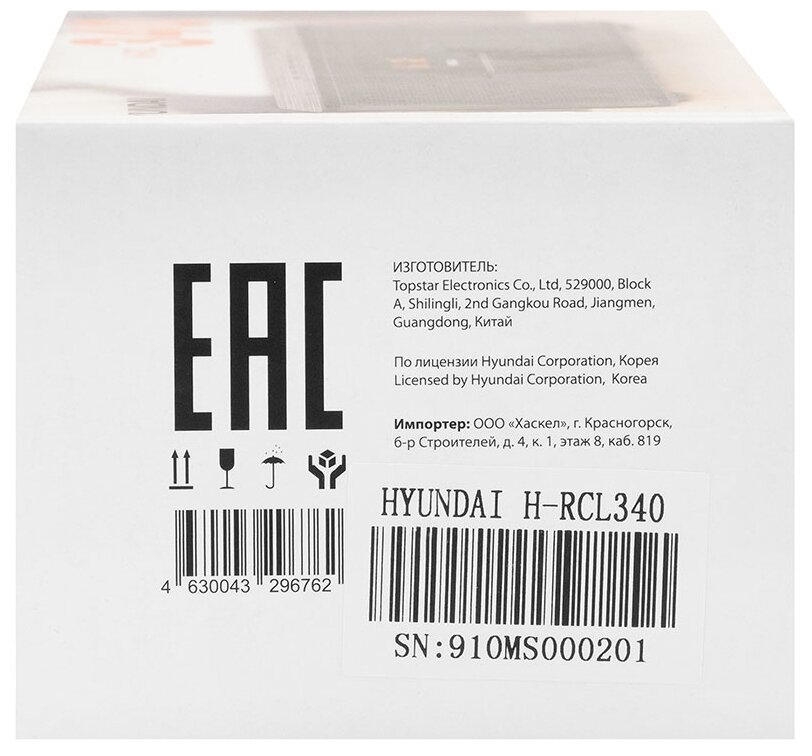 HYUNDAI
EAC
ИЗГОТОВИТЕЛЬ:
Topstar Electronics Co., Ltd, 529000, Block
A, Shilingli, 2nd Gangkou Road, Jiangmen,
Guangdong, Китай
По лицензии Hyundai Corporation, Корея
Licensed by Hyundai Corporation, Korea
Импортер: ООО «Хаскел», г. Красногорск,
б-р Строителей, д. 4, к. 1, этаж 8, каб. 819
4 630043 296762
HYUNDAI H-RCL340
SN:910MS000201